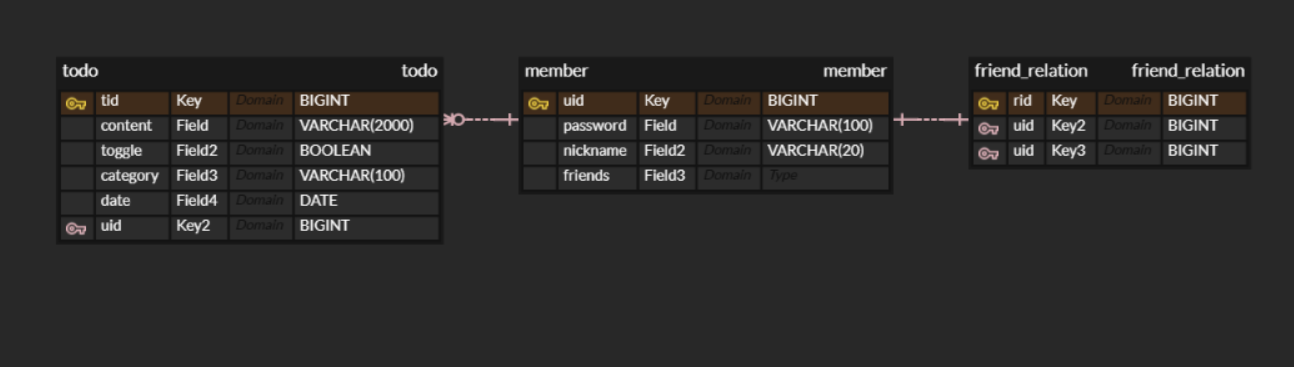 todo todo
tid Key Domain BIGINT
content Field Domain VARCHAR(2000)
toggle Field2 Domain BOOLEAN
category Field3 Domain VARCHAR(100)
date Field4 Domain DATE
uid Key2 Domain BIGINT
member member
uid Key Domain BIGINT
password Field Domain VARCHAR(100)
nickname Field2 Domain VARCHAR(20)
friends Field3 Domain Type
friend_relation friend_relation
rid Key Domain BIGINT
uid Key2 Domain BIGINT
uid Key3 Domain BIGINT